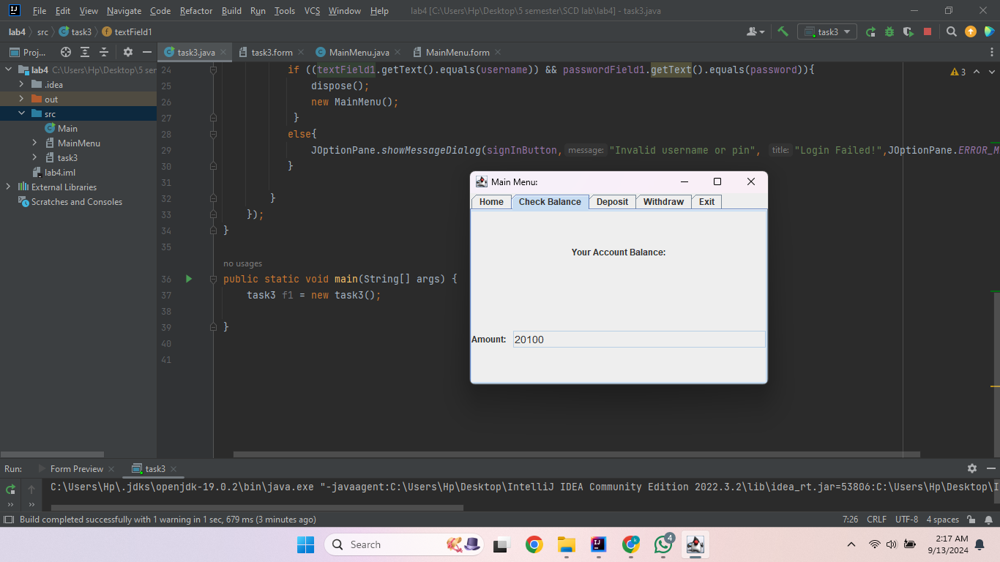 File Edit View Navigate Code Refactor Build Run Tools VCS Window Help lab4 [C:\Users\Hp\Desktop\5 semester\SCD lab\lab4] - task3.java
lab4 src task3 textField1 task3
Proj... task3.java task3.form MainMenu.java MainMenu.form
lab4 C:\Users\Hp\Desktop\5 sem
.idea
out
src
Main
MainMenu
task3
lab4.iml
External Libraries
Scratches and Consoles
24 if ((textField1.getText().equals(username)) && passwordField1.getText().equals(password)){
3
25 dispose();
26 new MainMenu();
27 }
28 else{
29 JOptionPane.showMessageDialog(signInButton, message: "Invalid username or pin", title: "Login Failed!",JOptionPane.ERROR_M
30 }
31
32 }
33 });
34 }
35
no usages
36 public static void main(String[] args) {
37 task3 f1 = new task3();
38
39 }
40
41
Main Menu:
Home Check Balance Deposit Withdraw Exit
Your Account Balance:
Amount: 20100
Run: Form Preview task3
C:\Users\Hp\.jdks\openjdk-19.0.2\bin\java.exe "-javaagent:C:\Users\Hp\Desktop\IntelliJ IDEA Community Edition 2022.3.2\lib\idea_rt.jar=53806:C:\Users\Hp\Desktop\I
Build completed successfully with 1 warning in 1 sec, 679 ms (3 minutes ago) 7:26 CRLF UTF-8 4 spaces
Search
4
2:17 AM
9/13/2024